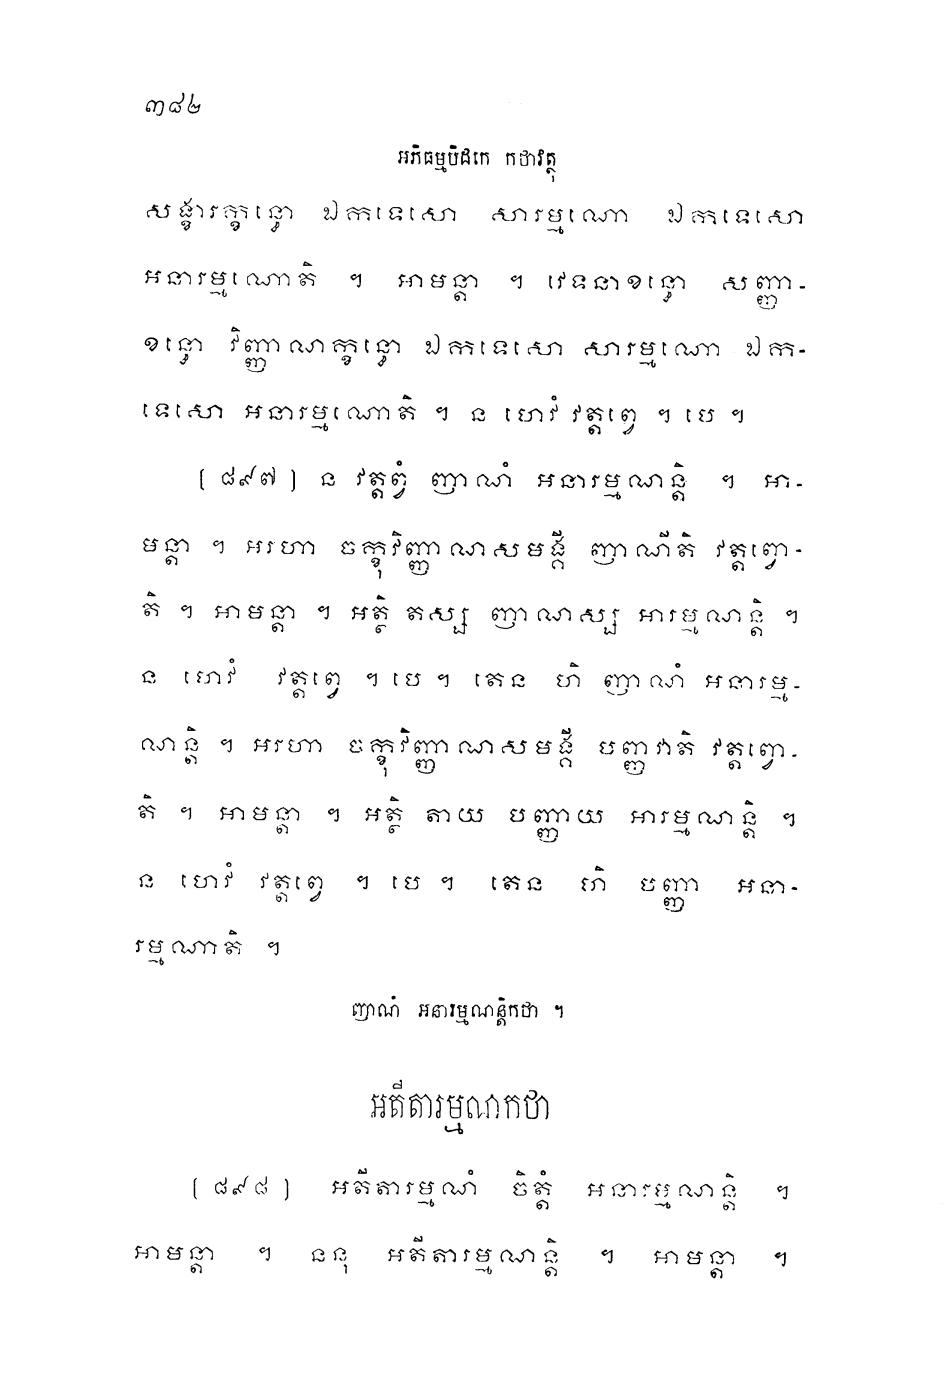 ៣៨២
អភិធម្មបិដកេ កថាវត្ថុ
សង្ខារក្ខន្ធោ ឯកទេសោ សារម្មណោ ឯកទេសោ
អនារម្មណោតិ ។ អាមន្តា ។ វេទនាខន្ធោ សញ្ញា-
ខន្ធោ វិញ្ញាណក្ខន្ធោ ឯកទេសោ សារម្មណោ ឯក-
ទេសោ អនារម្មណោតិ ។ ន ហេវំ វត្តព្វេ ។ បេ ។
(៨៩៧) ន វត្តព្វំ ញាណំ អនារម្មណន្តិ ។ អា-
មន្តា ។ អរហា ចក្ខុវិញ្ញាណសមង្គី ញាណីតិ វត្តព្វោ-
តិ ។ អាមន្តា ។ អត្ថិ តស្ស ញាណស្ស អារម្មណន្តិ ។
ន ហេវំ វត្តព្វេ ។ បេ ។ តេន ហិ ញាណំ អនារម្ម-
ណន្តិ ។ អរហា ចក្ខុវិញ្ញាណសមង្គី បញ្ញវាតិ វត្តព្វោ-
តិ ។ អាមន្តា ។ អត្ថិ តាយ បញ្ញាយ អារម្មណន្តិ ។
ន ហេវំ វត្តព្វេ ។ បេ ។ តេន ហិ បញ្ញា អនា-
រម្មណាតិ ។
ញាណំ អនារម្មណន្តិកថា ។
អតីតារម្មណកថា
(៨៩៨) អតីតារម្មណំ ចិត្តំ អនារម្មណន្តិ ។
អាមន្តា ។ ននុ អតីតារម្មណន្តិ ។ អាមន្តា ។